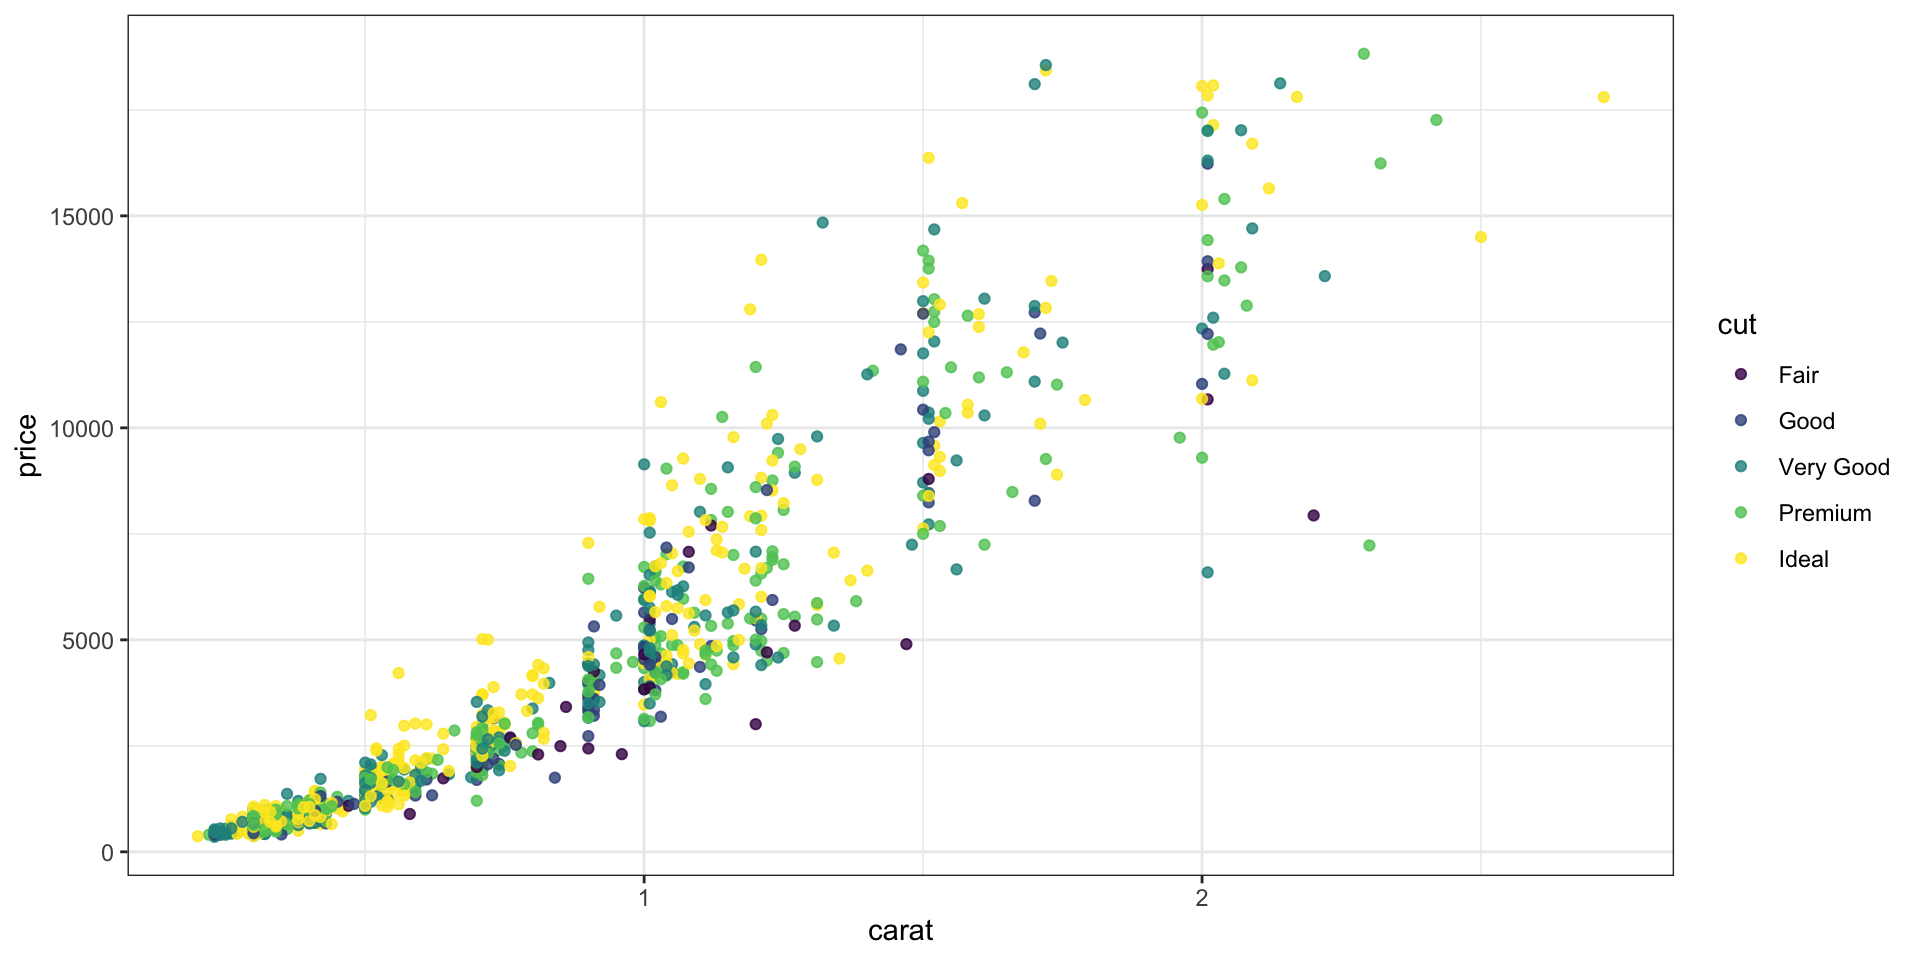 15000
10000
5000
0
price
1
2
carat
cut
Fair
Good
Very Good
Premium
Ideal